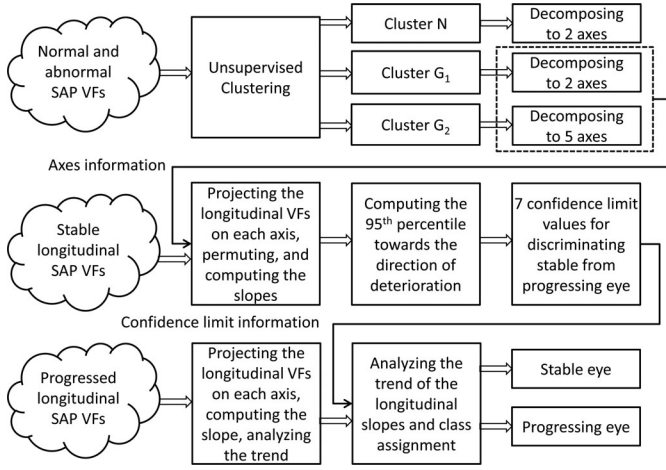 Normal and
abnormal
SAP VFs
Unsupervised
Clustering
Cluster N
Decomposing
to 2 axes
Cluster G₁
Decomposing
to 2 axes
Cluster G₂
Decomposing
to 5 axes
Axes information
Stable
longitudinal
SAP VFs
Projecting the
longitudinal VFs
on each axis,
permuting, and
computing the
slopes
Computing the
95th percentile
towards the
direction of
deterioration
7 confidence limit
values for
discriminating
stable from
progressing eye
Confidence limit information
Progressed
longitudinal
SAP VFs
Projecting the
longitudinal VFs
on each axis,
computing the
slope, analyzing
the trend
Analyzing the
trend of the
longitudinal
slopes and class
assignment
Stable eye
Progressing eye